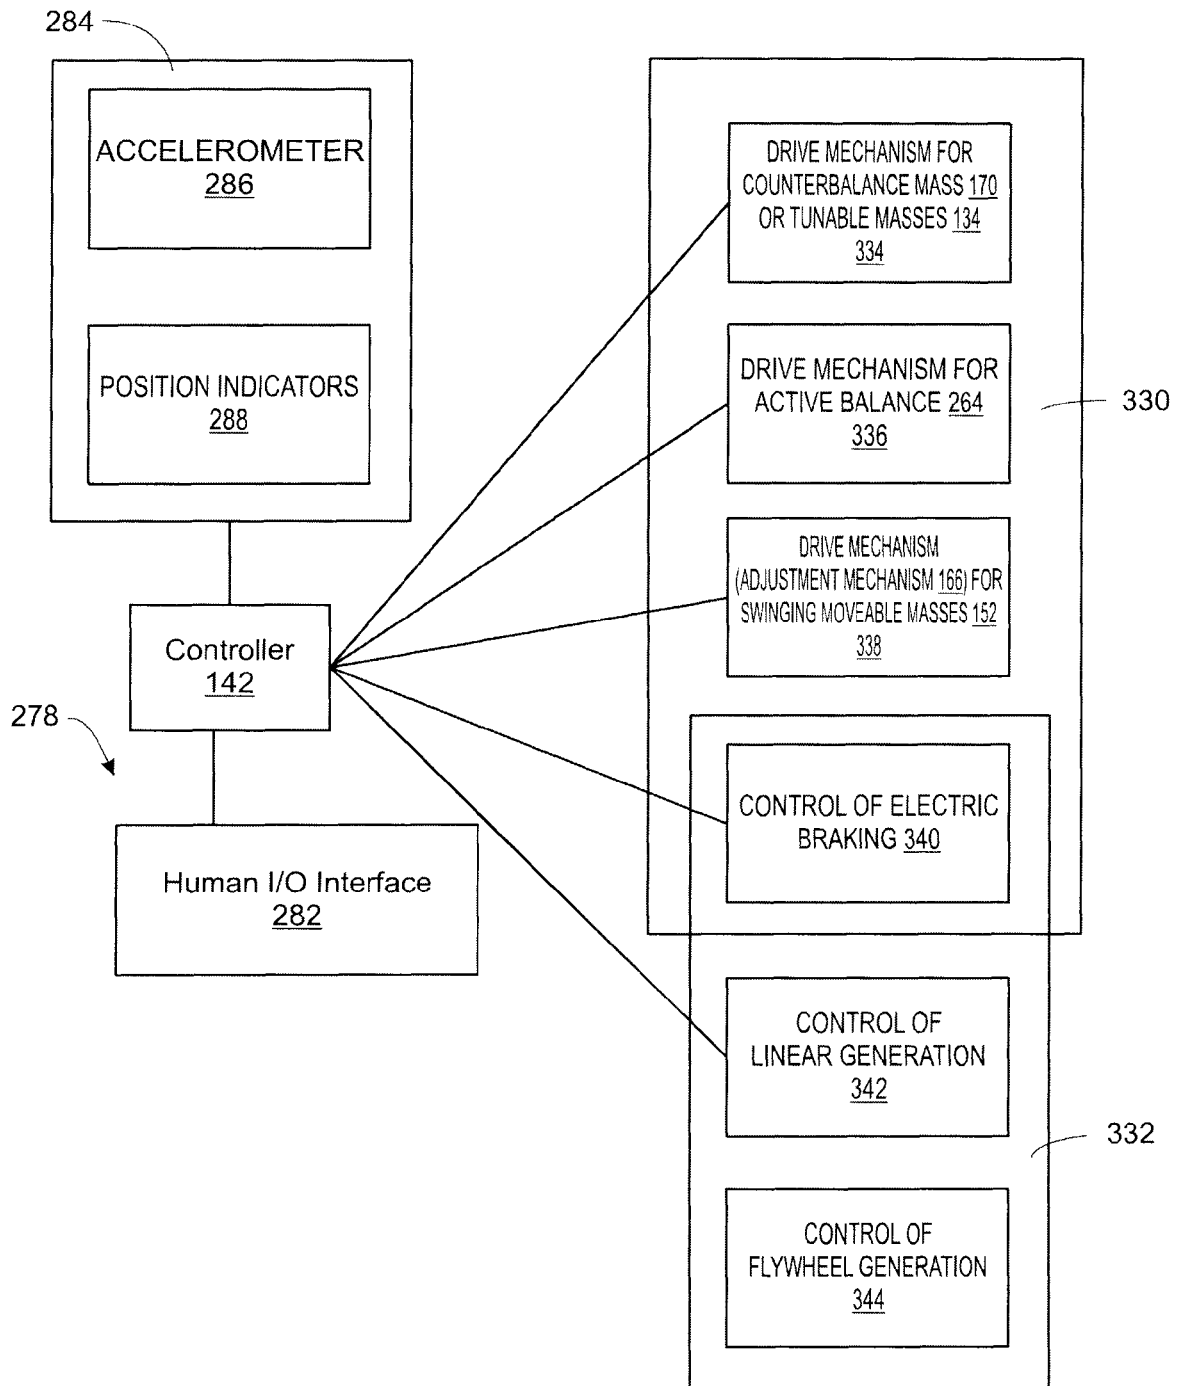 284
ACCELEROMETER
286
POSITION INDICATORS
288
Controller
142
278
Human I/O Interface
282
DRIVE MECHANISM FOR
COUNTERBALANCE MASS 170
OR TUNABLE MASSES 134
334
DRIVE MECHANISM FOR
ACTIVE BALANCE 264
336
330
DRIVE MECHANISM
(ADJUSTMENT MECHANISM 166) FOR
SWINGING MOVEABLE MASSES 152
338
CONTROL OF ELECTRIC
BRAKING 340
CONTROL OF
LINEAR GENERATION
342
332
CONTROL OF
FLYWHEEL GENERATION
344